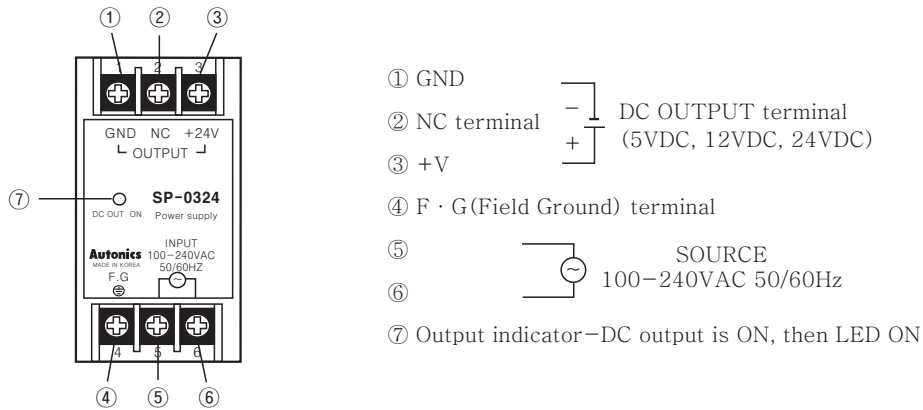 ① ② ③
1 2 3
GND NC +24V
OUTPUT
⑦
SP-0324
DC OUT ON Power supply
INPUT
Autonics 100-240VAC
MADE IN KOREA 50/60HZ
F.G
4 5 6
④ ⑤ ⑥
① GND
② NC terminal
③ +V
− +
DC OUTPUT terminal
(5VDC, 12VDC, 24VDC)
④ F · G(Field Ground) terminal
⑤
⑥
SOURCE
100-240VAC 50/60Hz
⑦ Output indicator-DC output is ON, then LED ON